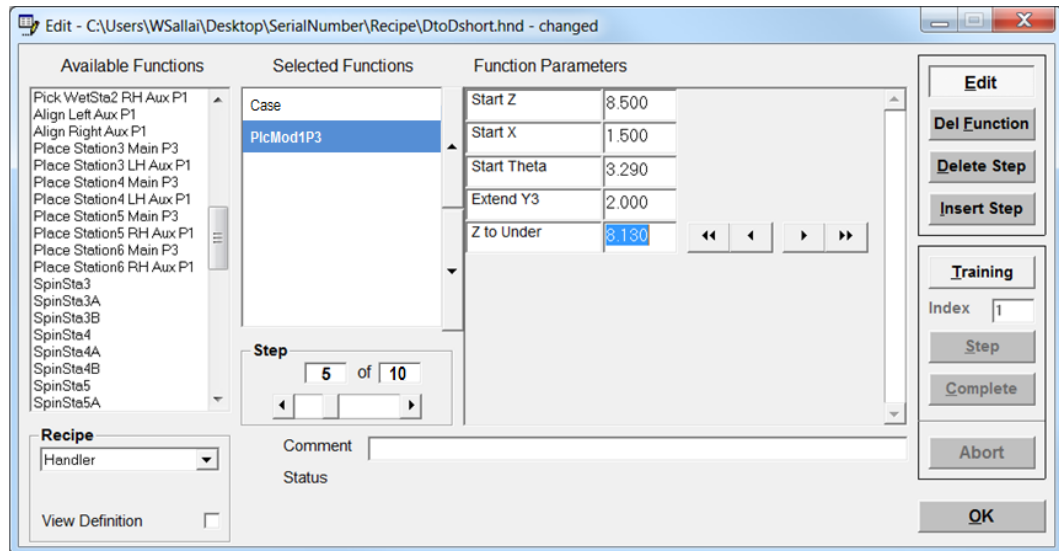 Edit - C:\Users\WSallai\Desktop\SerialNumber\Recipe\DtoDshort.hnd - changed
Available Functions
Pick WetSta2 RH Aux P1
Align Left Aux P1
Align Right Aux P1
Place Station3 Main P3
Place Station3 LH Aux P1
Place Station4 Main P3
Place Station4 LH Aux P1
Place Station5 Main P3
Place Station5 RH Aux P1
Place Station6 Main P3
Place Station6 RH Aux P1
SpinSta3
SpinSta3A
SpinSta3B
SpinSta4
SpinSta4A
SpinSta4B
SpinSta5
SpinSta5A
Selected Functions
Case
PlcMod1P3
Function Parameters
Start Z 8.500
Start X 1.500
Start Theta 3.290
Extend Y3 2.000
Z to Under 8.130
Step
5 of 10
Recipe
Handler
View Definition
Comment
Status
Edit
Del Function
Delete Step
Insert Step
Training
Index 1
Step
Complete
Abort
OK